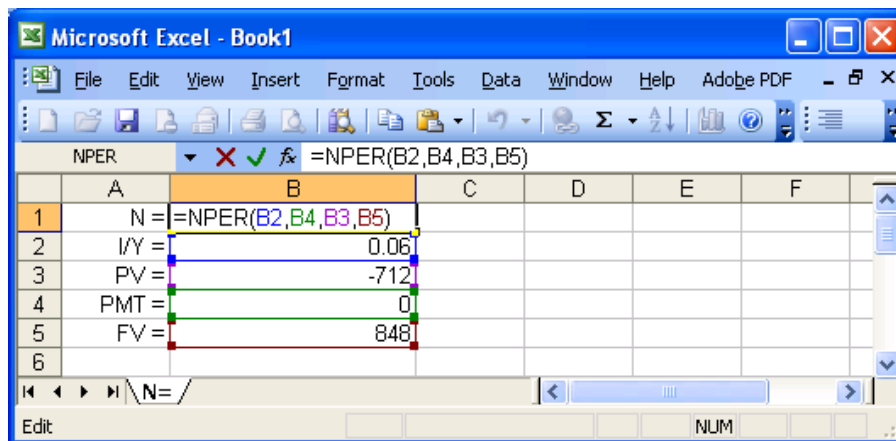 Microsoft Excel - Book1
File Edit View Insert Format Tools Data Window Help Adobe PDF
NPER =NPER(B2,B4,B3,B5)
A B C D E F
1 N = =NPER(B2,B4,B3,B5)
2 I/Y = 0.06
3 PV = -712
4 PMT = 0
5 FV = 848
6
N=
Edit NUM